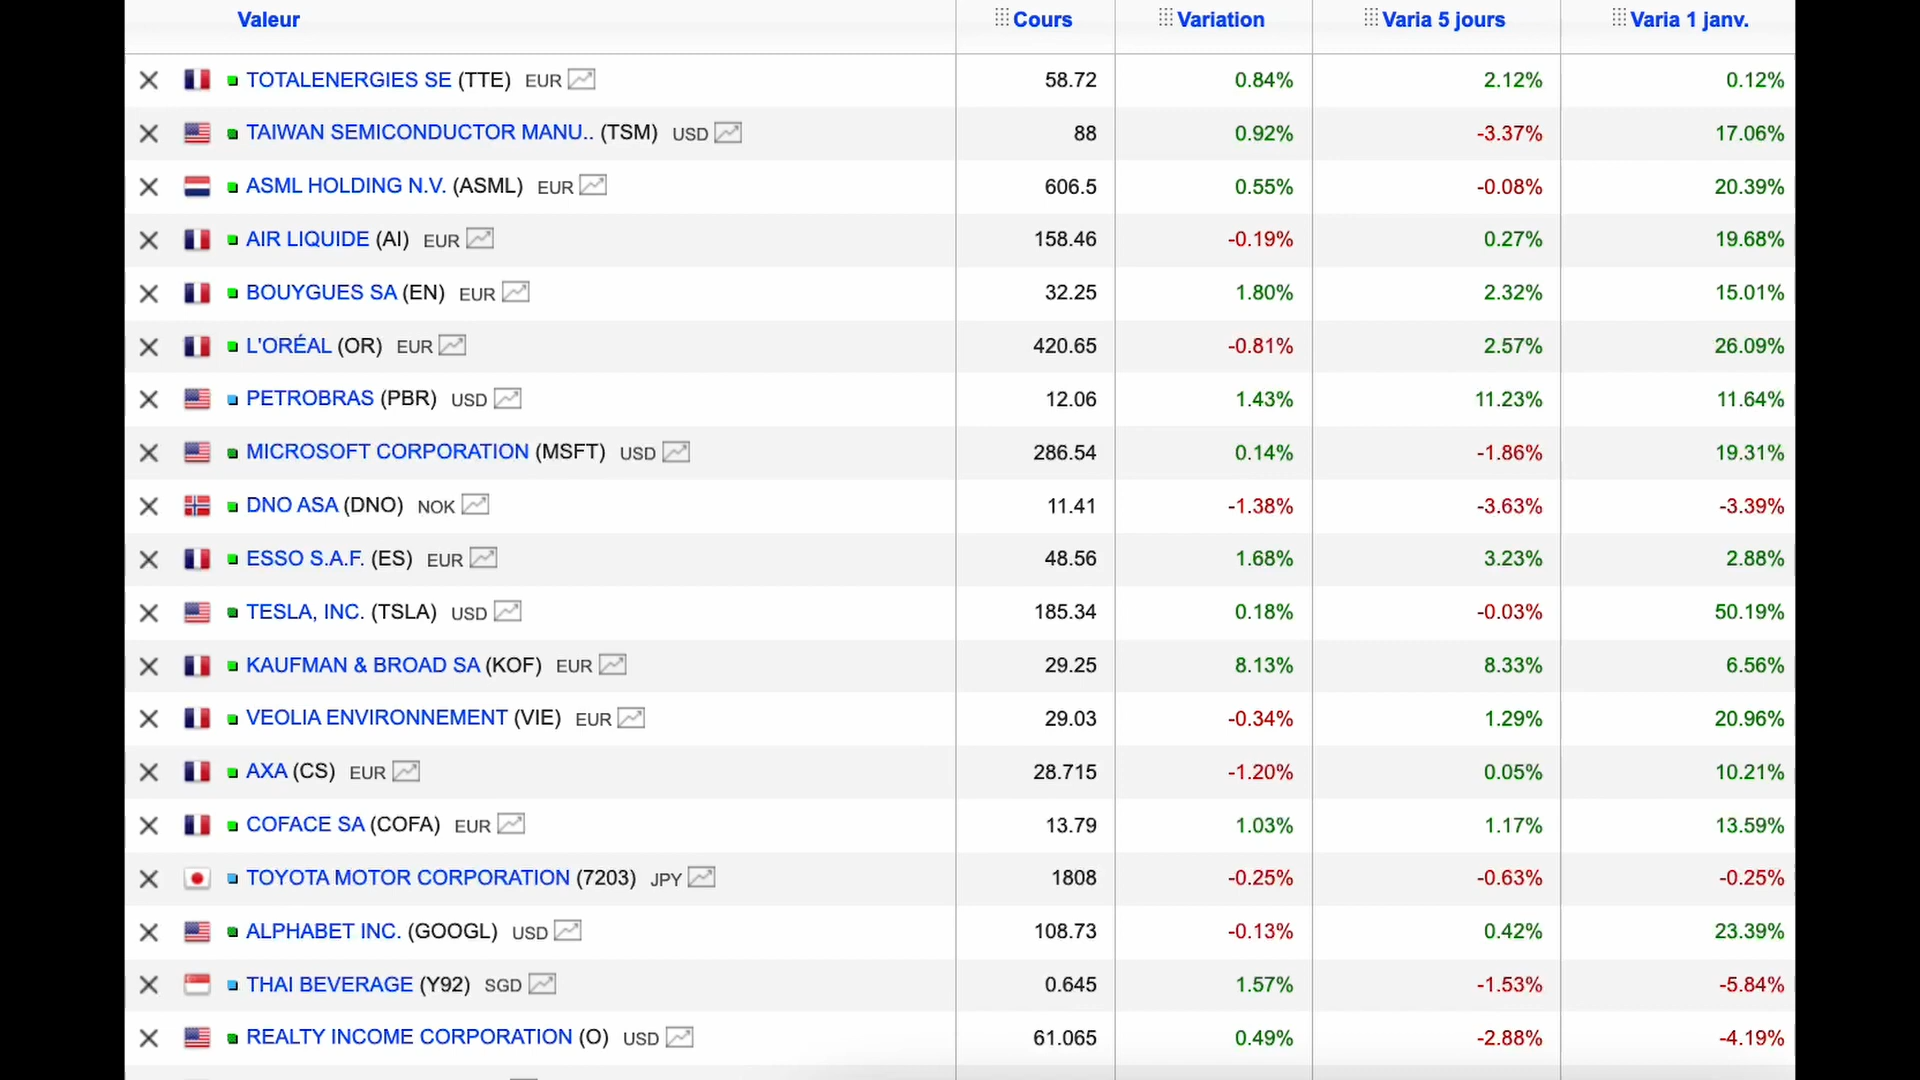 Valeur Cours Variation Varia 5 jours Varia 1 janv.
TOTALENERGIES SE (TTE) EUR 58.72 0.84% 2.12% 0.12%
TAIWAN SEMICONDUCTOR MANU.. (TSM) USD 88 0.92% -3.37% 17.06%
ASML HOLDING N.V. (ASML) EUR 606.5 0.55% -0.08% 20.39%
AIR LIQUIDE (AI) EUR 158.46 -0.19% 0.27% 19.68%
BOUYGUES SA (EN) EUR 32.25 1.80% 2.32% 15.01%
L'ORÉAL (OR) EUR 420.65 -0.81% 2.57% 26.09%
PETROBRAS (PBR) USD 12.06 1.43% 11.23% 11.64%
MICROSOFT CORPORATION (MSFT) USD 286.54 0.14% -1.86% 19.31%
DNO ASA (DNO) NOK 11.41 -1.38% -3.63% -3.39%
ESSO S.A.F. (ES) EUR 48.56 1.68% 3.23% 2.88%
TESLA, INC. (TSLA) USD 185.34 0.18% -0.03% 50.19%
KAUFMAN & BROAD SA (KOF) EUR 29.25 8.13% 8.33% 6.56%
VEOLIA ENVIRONNEMENT (VIE) EUR 29.03 -0.34% 1.29% 20.96%
AXA (CS) EUR 28.715 -1.20% 0.05% 10.21%
COFACE SA (COFA) EUR 13.79 1.03% 1.17% 13.59%
TOYOTA MOTOR CORPORATION (7203) JPY 1808 -0.25% -0.63% -0.25%
ALPHABET INC. (GOOGL) USD 108.73 -0.13% 0.42% 23.39%
THAI BEVERAGE (Y92) SGD 0.645 1.57% -1.53% -5.84%
REALTY INCOME CORPORATION (O) USD 61.065 0.49% -2.88% -4.19%